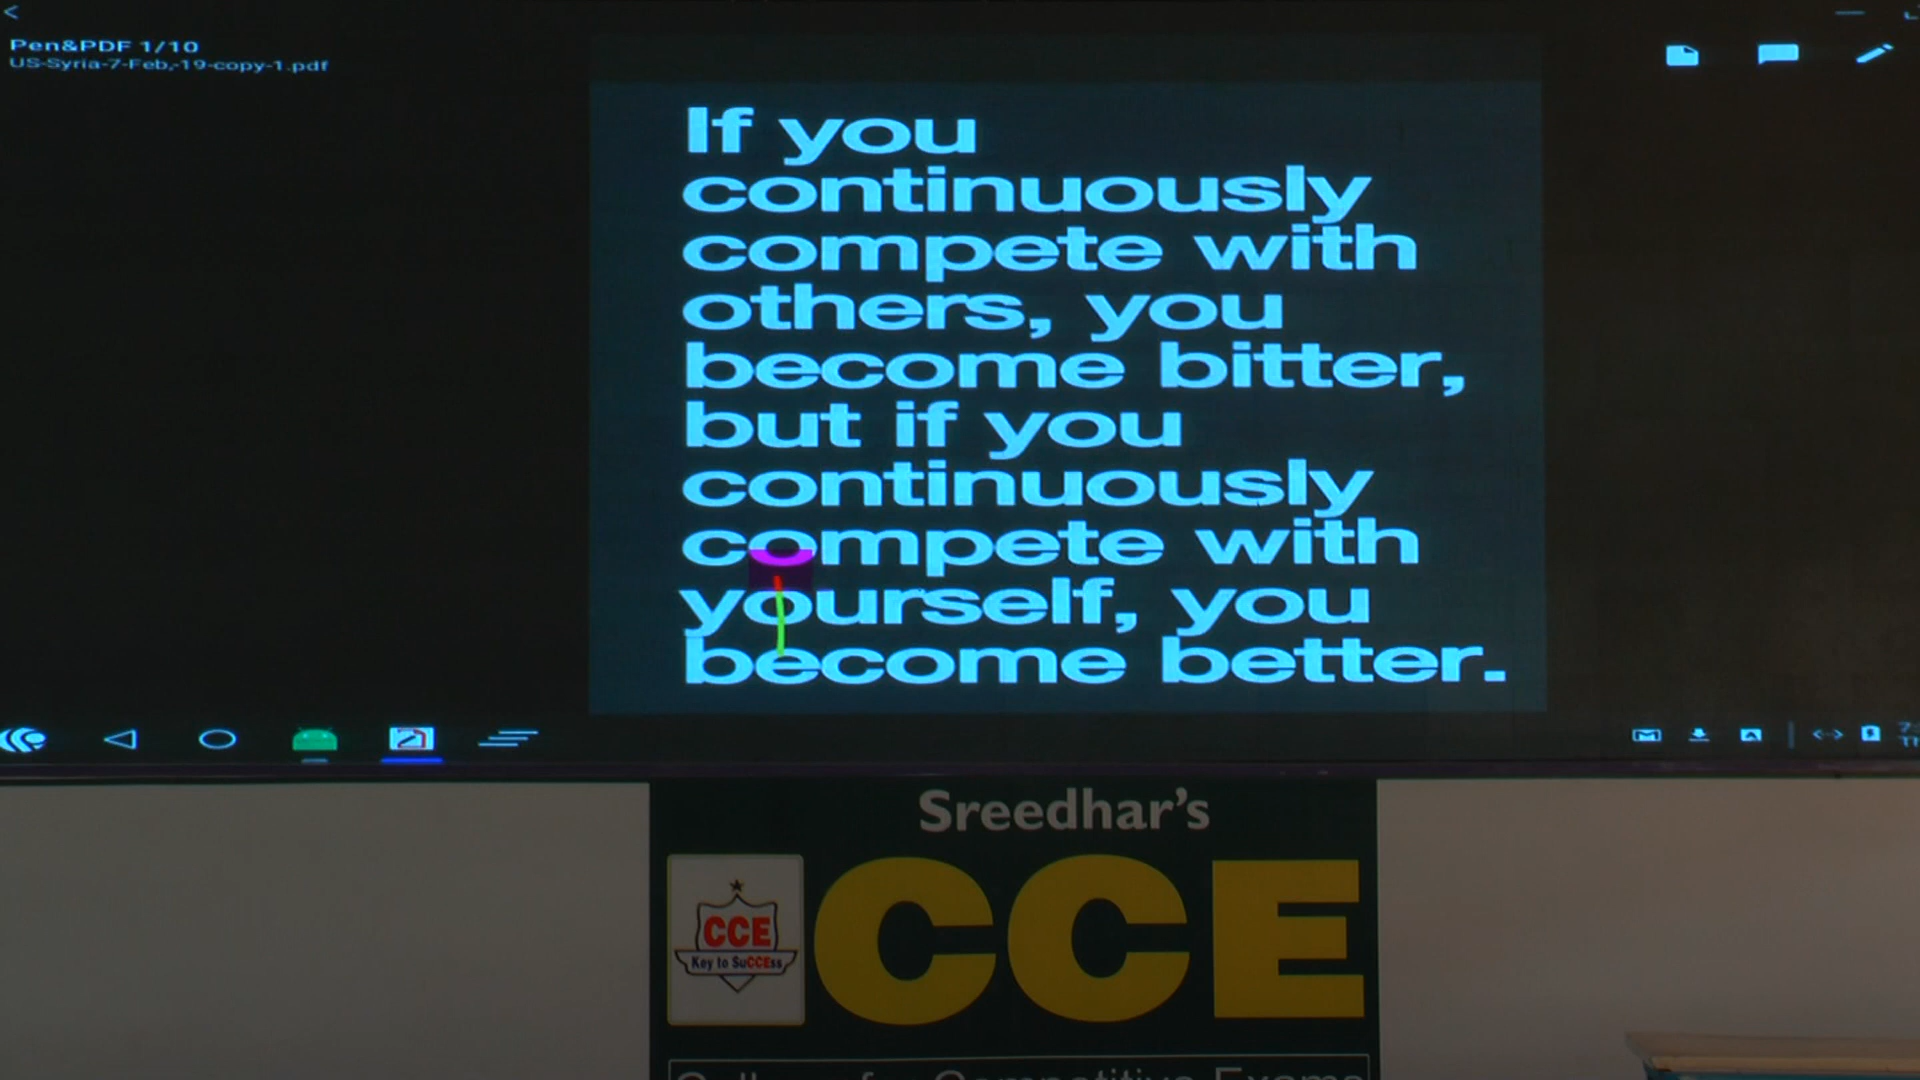 Pen&PDF 1/10
US-Syria-7-Feb,-19-copy-1.pdf
If you
continuously
compete with
others, you
become bitter,
but if you
continuously
compete with
yourself, you
become better.
Sreedhar's
CCE
Key to SuCCEss
CCE